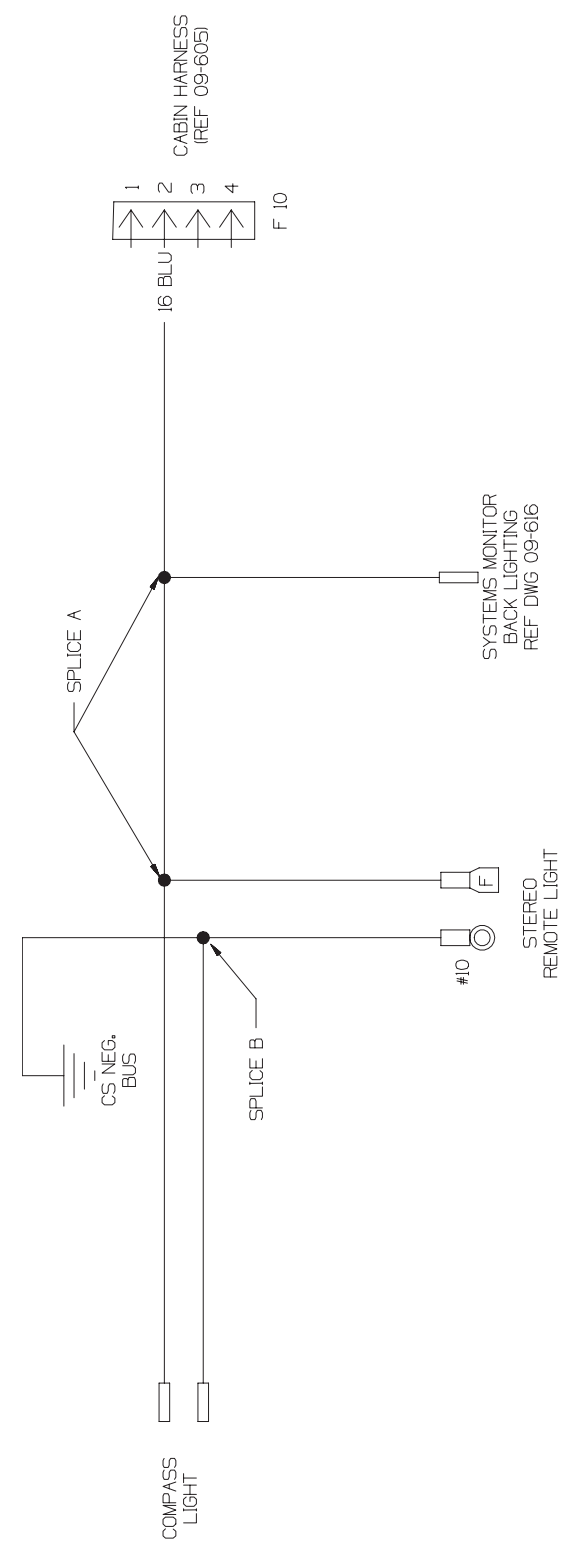 CABIN HARNESS
(REF 09-605)
1
2
3
4
F 10
16 BLU
SPLICE A
SYSTEMS MONITOR
BACK LIGHTING
REF DWG 09-616
F
STEREO
REMOTE LIGHT
#10
CS NEG.
BUS
SPLICE B
COMPASS
LIGHT